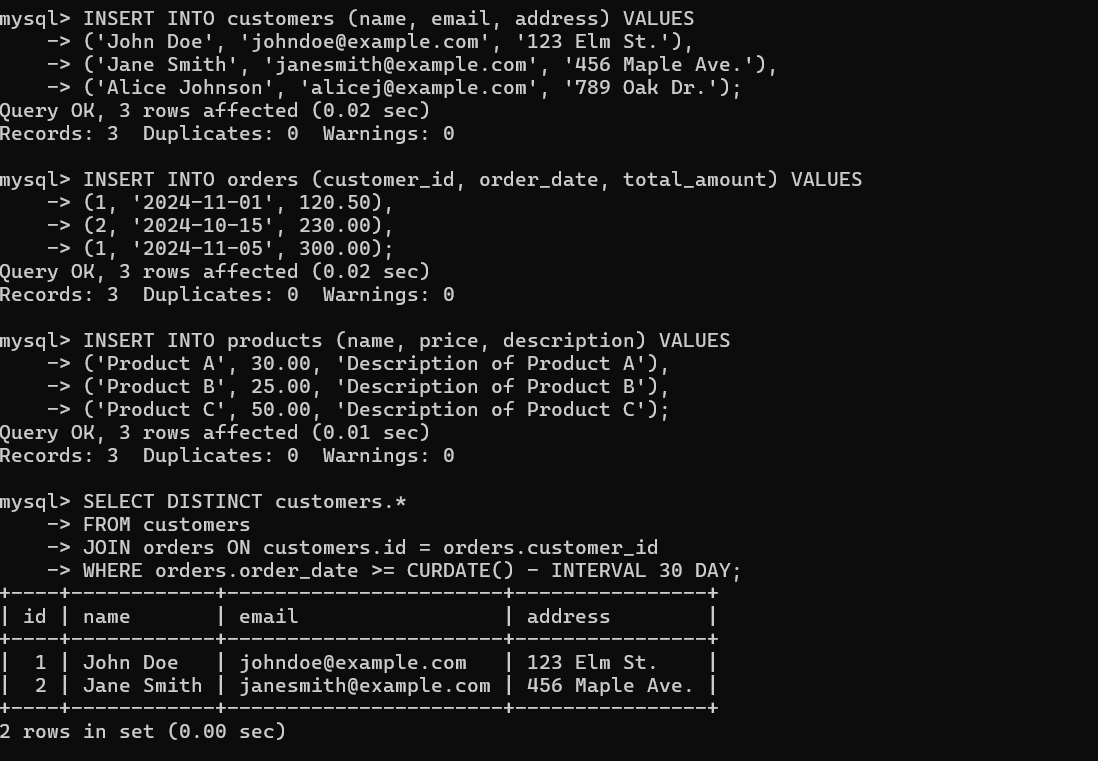 mysql> INSERT INTO customers (name, email, address) VALUES
    -> ('John Doe', 'johndoe@example.com', '123 Elm St.'),
    -> ('Jane Smith', 'janesmith@example.com', '456 Maple Ave.'),
    -> ('Alice Johnson', 'alicej@example.com', '789 Oak Dr.');
Query OK, 3 rows affected (0.02 sec)
Records: 3  Duplicates: 0  Warnings: 0

mysql> INSERT INTO orders (customer_id, order_date, total_amount) VALUES
    -> (1, '2024-11-01', 120.50),
    -> (2, '2024-10-15', 230.00),
    -> (1, '2024-11-05', 300.00);
Query OK, 3 rows affected (0.02 sec)
Records: 3  Duplicates: 0  Warnings: 0

mysql> INSERT INTO products (name, price, description) VALUES
    -> ('Product A', 30.00, 'Description of Product A'),
    -> ('Product B', 25.00, 'Description of Product B'),
    -> ('Product C', 50.00, 'Description of Product C');
Query OK, 3 rows affected (0.01 sec)
Records: 3  Duplicates: 0  Warnings: 0

mysql> SELECT DISTINCT customers.*
    -> FROM customers
    -> JOIN orders ON customers.id = orders.customer_id
    -> WHERE orders.order_date >= CURDATE() - INTERVAL 30 DAY;
+----+------------+-----------------------+----------------+
| id | name       | email                 | address        |
+----+------------+-----------------------+----------------+
|  1 | John Doe   | johndoe@example.com   | 123 Elm St.    |
|  2 | Jane Smith | janesmith@example.com | 456 Maple Ave. |
+----+------------+-----------------------+----------------+
2 rows in set (0.00 sec)